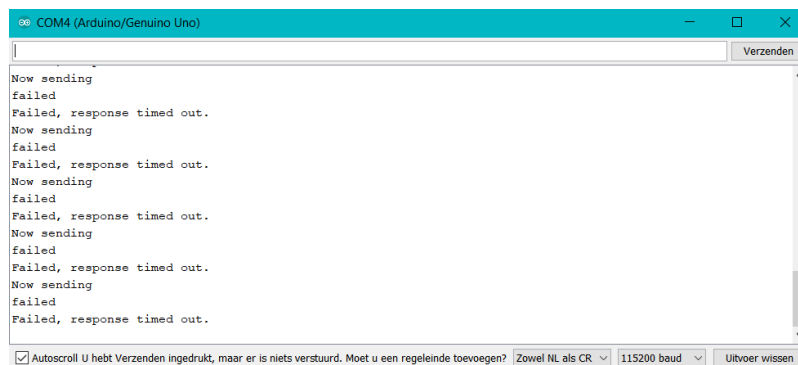 COM4 (Arduino/Genuino Uno)
Verzenden
Now sending
failed
Failed, response timed out.
Now sending
failed
Failed, response timed out.
Now sending
failed
Failed, response timed out.
Now sending
failed
Failed, response timed out.
Now sending
failed
Failed, response timed out.
Autoscroll U hebt Verzenden ingedrukt, maar er is niets verstuurd. Moet u een regeleinde toevoegen? Zowel NL als CR 115200 baud Uitvoer wissen